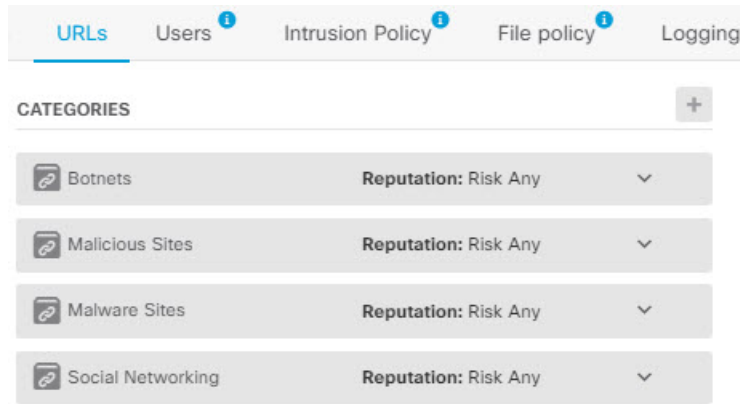 URLs Users Intrusion Policy File policy Logging
CATEGORIES
Botnets Reputation: Risk Any
Malicious Sites Reputation: Risk Any
Malware Sites Reputation: Risk Any
Social Networking Reputation: Risk Any